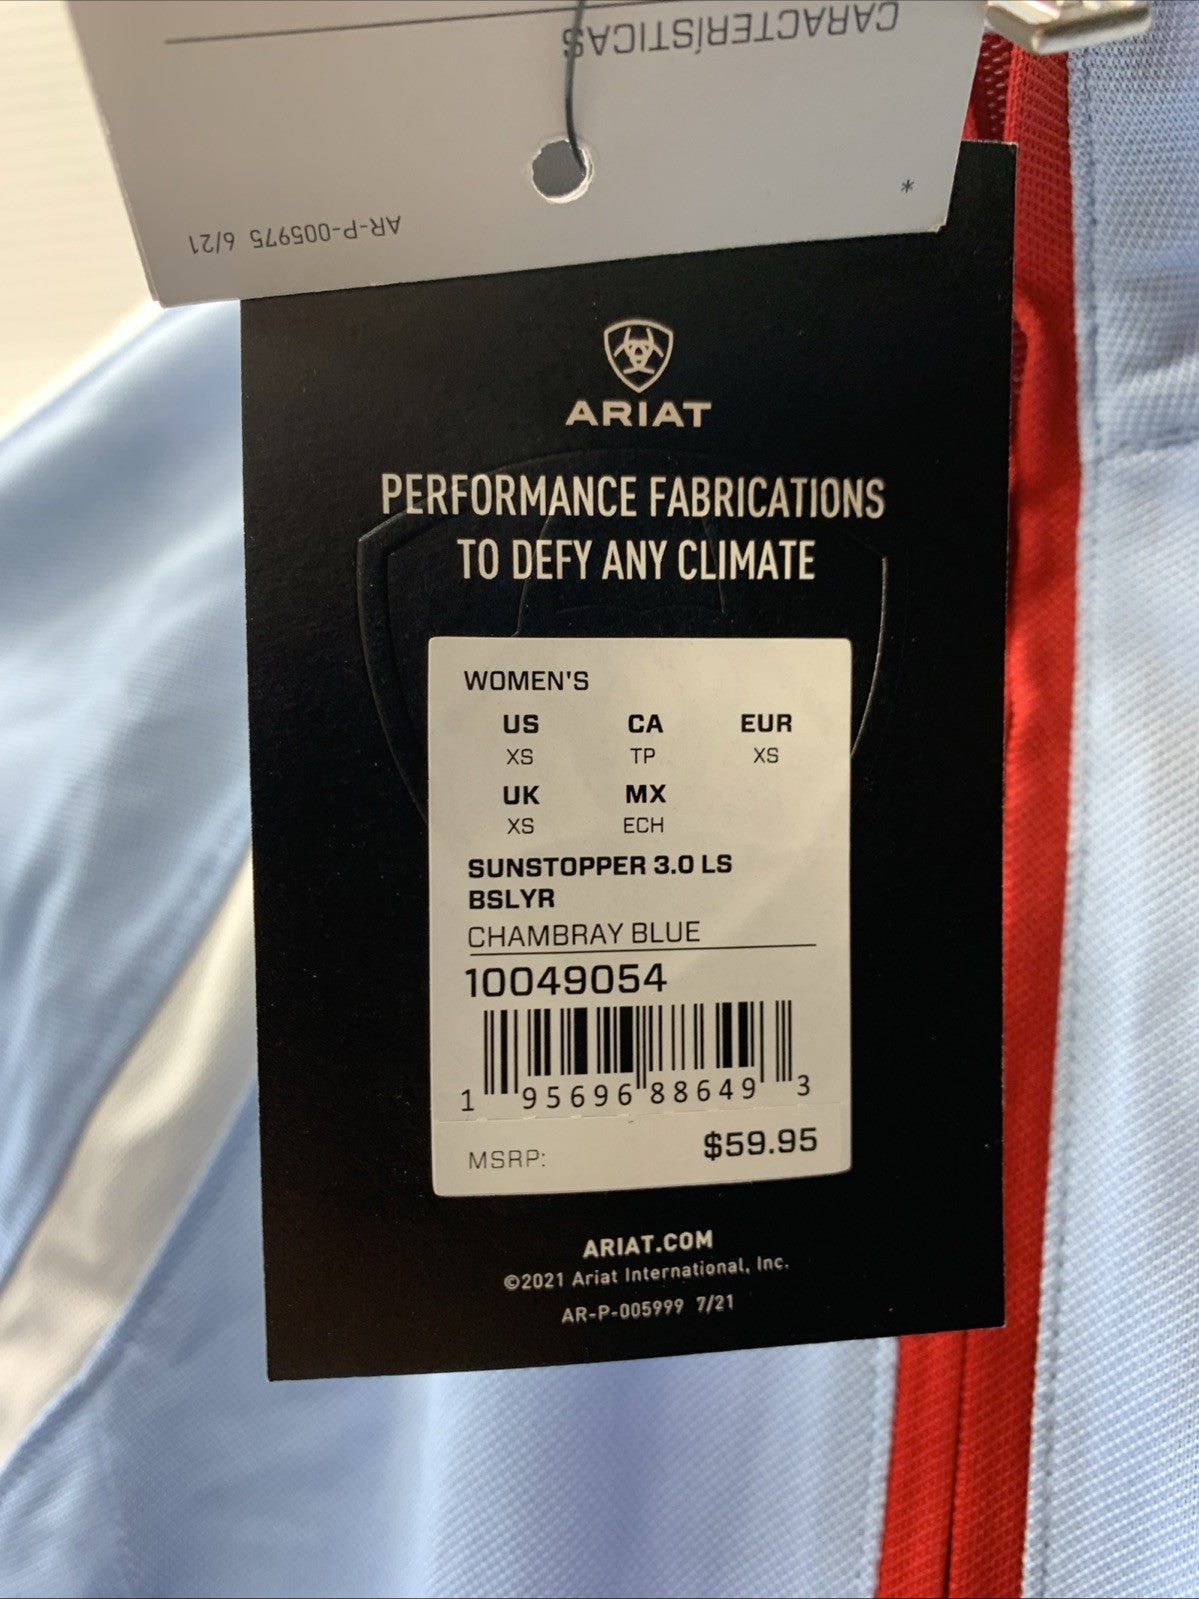 CARACTERÍSTICAS
*
AR-P-005975 6/21
ARIAT
PERFORMANCE FABRICATIONS
TO DEFY ANY CLIMATE
WOMEN'S
US CA EUR
XS TP XS
UK MX
XS ECH
SUNSTOPPER 3.0 LS
BSLYR
CHAMBRAY BLUE
10049054
1 95696 88649 3
MSRP: $59.95
ARIAT.COM
©2021 Ariat International, Inc.
AR-P-005999 7/21